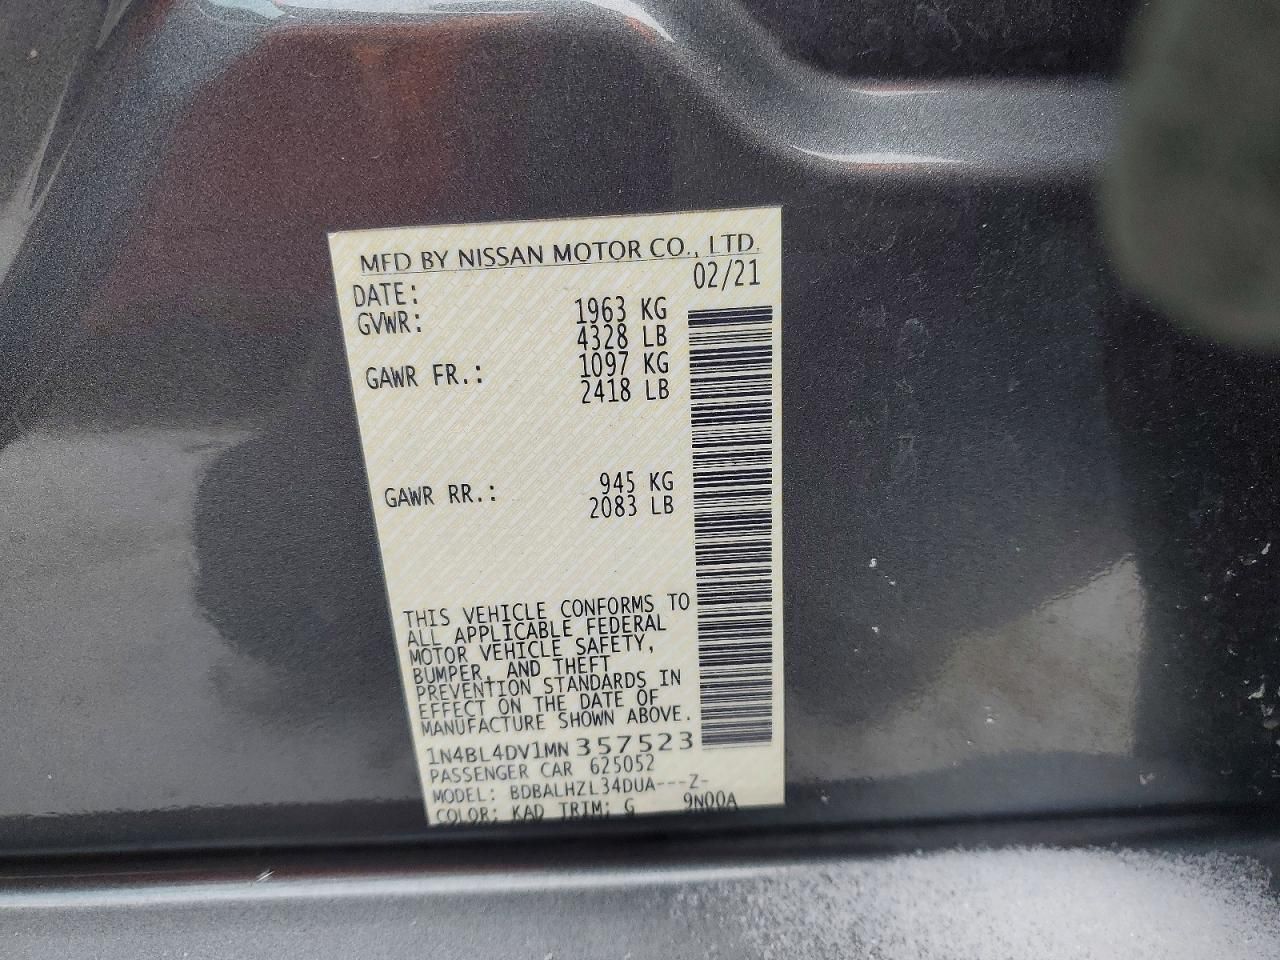 MFD BY NISSAN MOTOR CO., LTD.
DATE: 02/21
GVWR: 1963 KG
4328 LB
GAWR FR.: 1097 KG
2418 LB
GAWR RR.: 945 KG
2083 LB
THIS VEHICLE CONFORMS TO
ALL APPLICABLE FEDERAL
MOTOR VEHICLE SAFETY,
BUMPER, AND THEFT
PREVENTION STANDARDS IN
EFFECT ON THE DATE OF
MANUFACTURE SHOWN ABOVE.
1N4BL4DV1MN357523
PASSENGER CAR 625052
MODEL: BDBALHZL34DUA---Z-
COLOR: KAD TRIM: G 9N00A